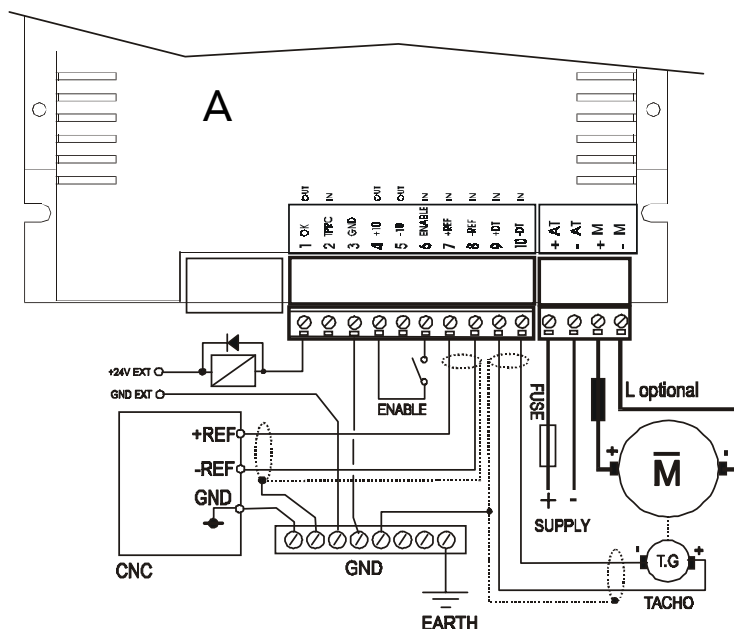 A
OUT IN OUT OUT IN IN IN IN IN
1 OK
2 TPRC
3 GND
4 +10
5 -10
6 ENABLE
7 +REF
8 -REF
9 +DT
10 -DT
+ AT
- AT
+ M
- M
+24V EXT
GND EXT
ENABLE
FUSE
L optional
+REF
-REF
GND
CNC
+ -
SUPPLY
+ M -
GND
EARTH
- T.G +
TACHO